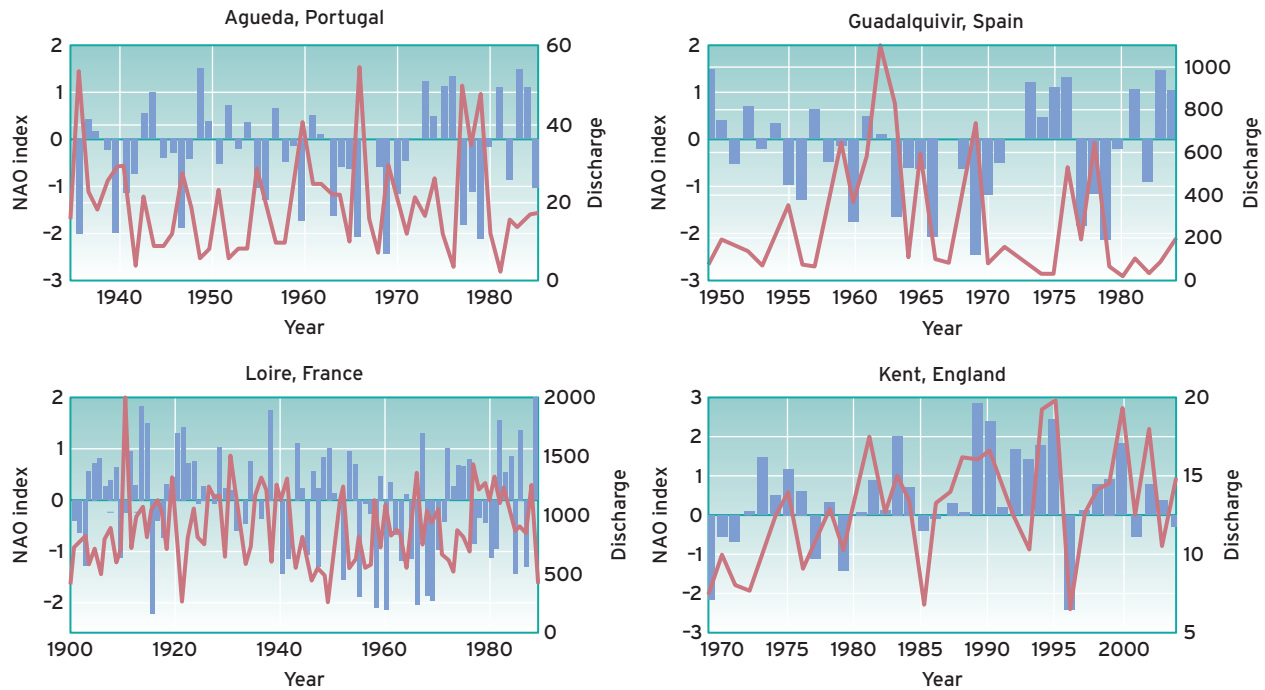 Agueda, Portugal
2
1
0
-1
-2
-3
NAO index
60
40
20
0
Discharge
1940 1950 1960 1970 1980
Year
Guadalquivir, Spain
2
1
0
-1
-2
-3
NAO index
1000
800
600
400
200
0
Discharge
1950 1955 1960 1965 1970 1975 1980
Year
Loire, France
2
1
0
-1
-2
NAO index
2000
1500
1000
500
0
Discharge
1900 1920 1940 1960 1980
Year
Kent, England
3
2
1
0
-1
-2
-3
NAO index
20
15
10
5
Discharge
1970 1975 1980 1985 1990 1995 2000
Year